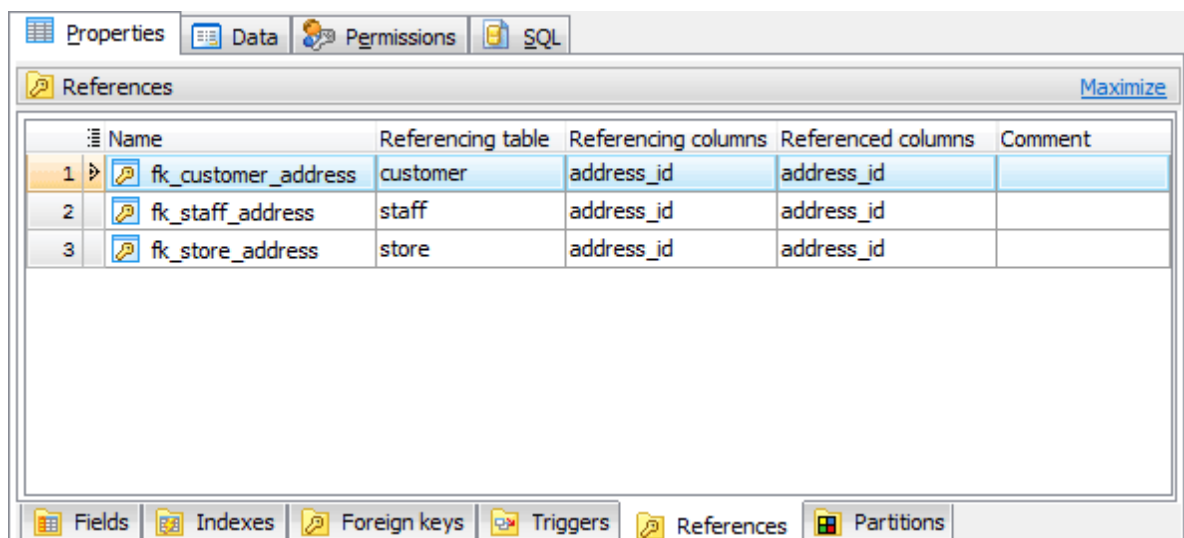 Properties Data Permissions SQL
References Maximize
Name Referencing table Referencing columns Referenced columns Comment
1 fk_customer_address customer address_id address_id
2 fk_staff_address staff address_id address_id
3 fk_store_address store address_id address_id
Fields Indexes Foreign keys Triggers References Partitions